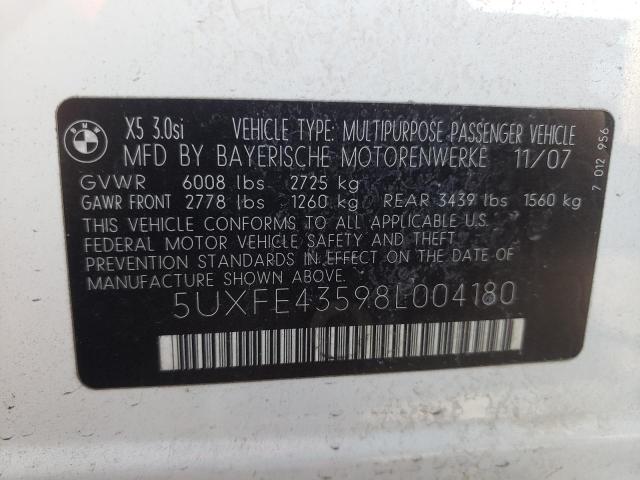 BMW X5 3.0si VEHICLE TYPE: MULTIPURPOSE PASSENGER VEHICLE
MFD BY BAYERISCHE MOTORENWERKE 11/07
GVWR 6008 lbs 2725 kg
GAWR FRONT 2778 lbs 1260 kg REAR 3439 lbs 1560 kg
THIS VEHICLE CONFORMS TO ALL APPLICABLE U.S.
FEDERAL MOTOR VEHICLE SAFETY AND THEFT
PREVENTION STANDARDS IN EFFECT ON THE DATE OF
MANUFACTURE SHOWN ABOVE.
5UXFE43598L004180
7 012 956